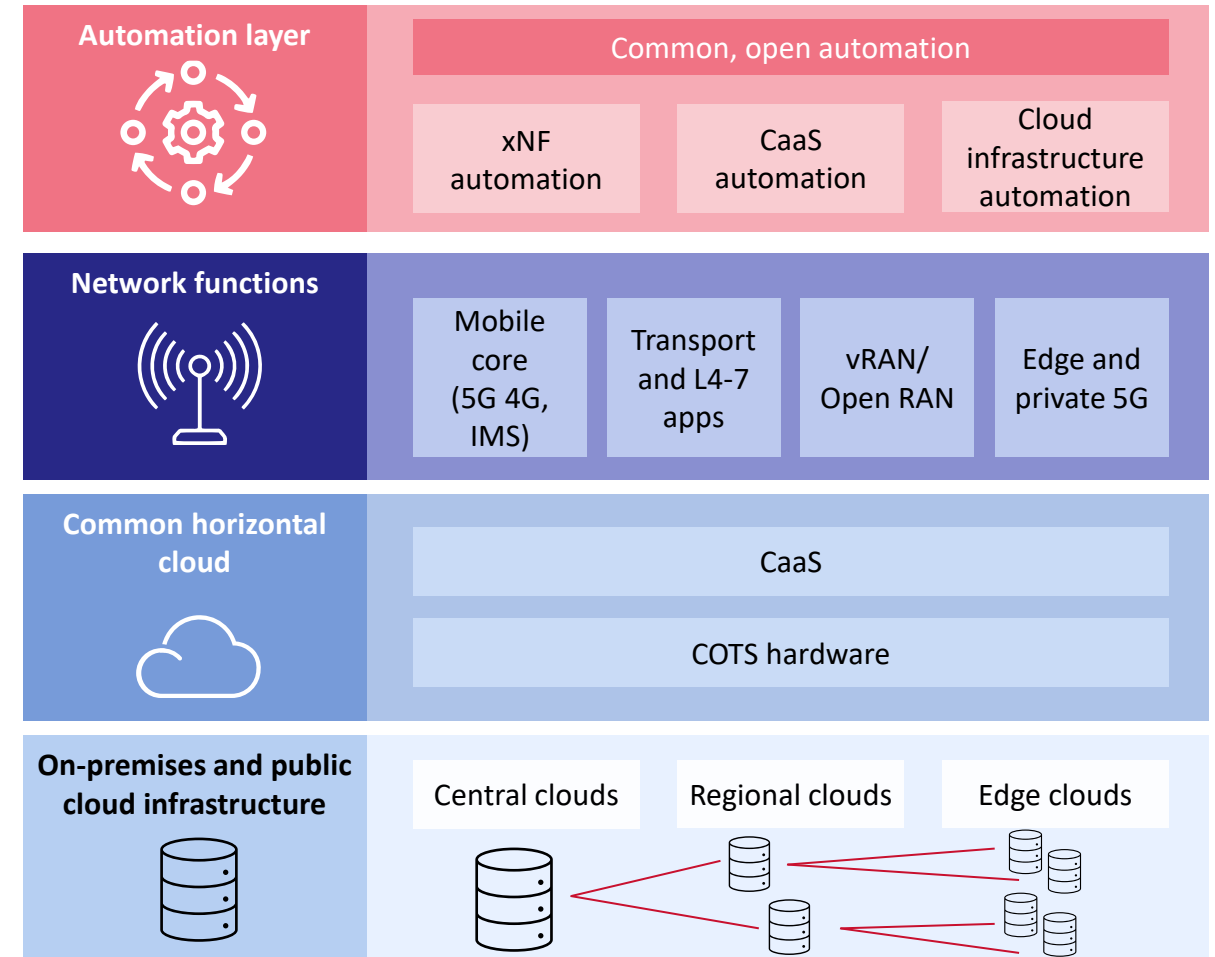 Automation layer
Common, open automation
xNF
automation
CaaS
automation
Cloud
infrastructure
automation
Network functions
Mobile
core
(5G 4G,
IMS)
Transport
and L4-7
apps
vRAN/
Open RAN
Edge and
private 5G
Common horizontal
cloud
CaaS
COTS hardware
On-premises and public
cloud infrastructure
Central clouds
Regional clouds
Edge clouds